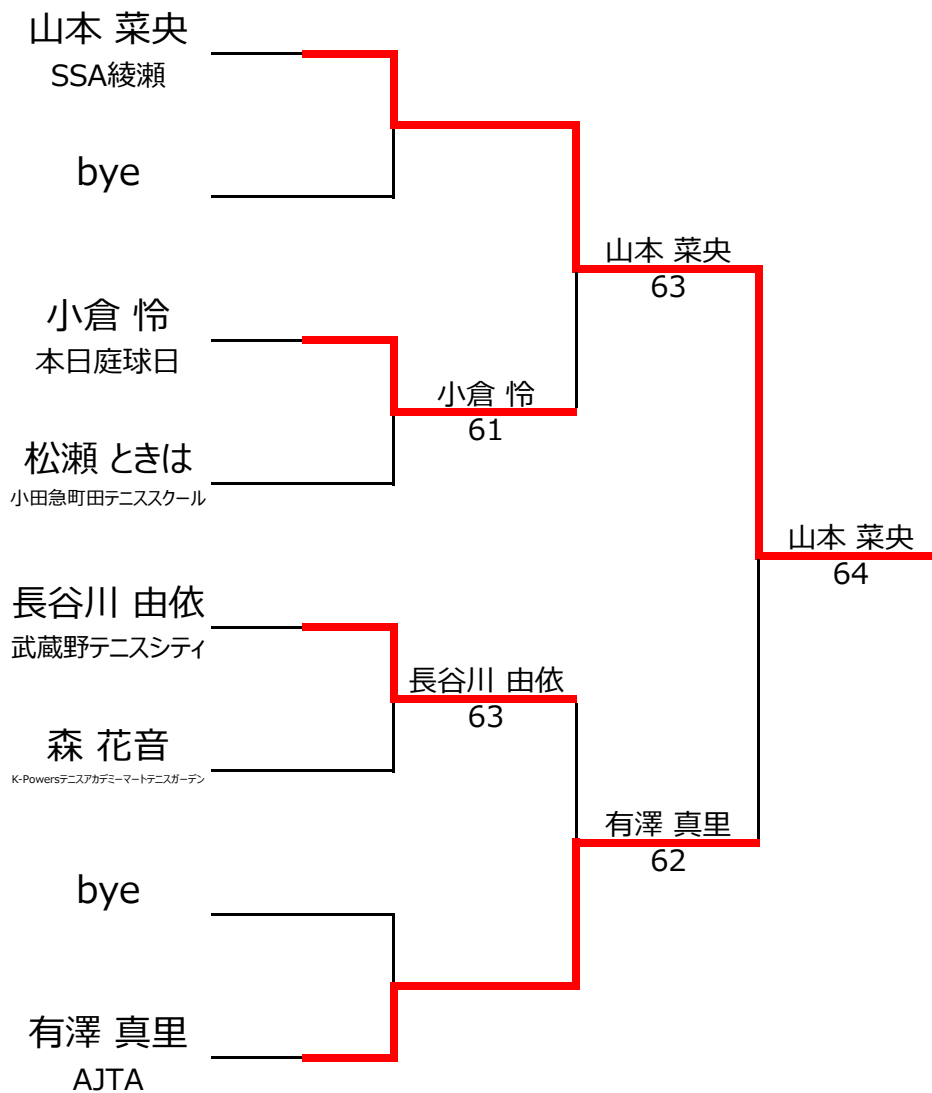 山本 菜央
SSA綾瀬
bye
小倉 怜
本日庭球日
松瀬 ときは
小田急町田テニススクール
長谷川 由依
武蔵野テニスシティ
森 花音
K-Powersテニスアカデミーマートテニスガーデン
bye
有澤 真里
AJTA
小倉 怜
61
長谷川 由依
63
山本 菜央
63
有澤 真里
62
山本 菜央
64